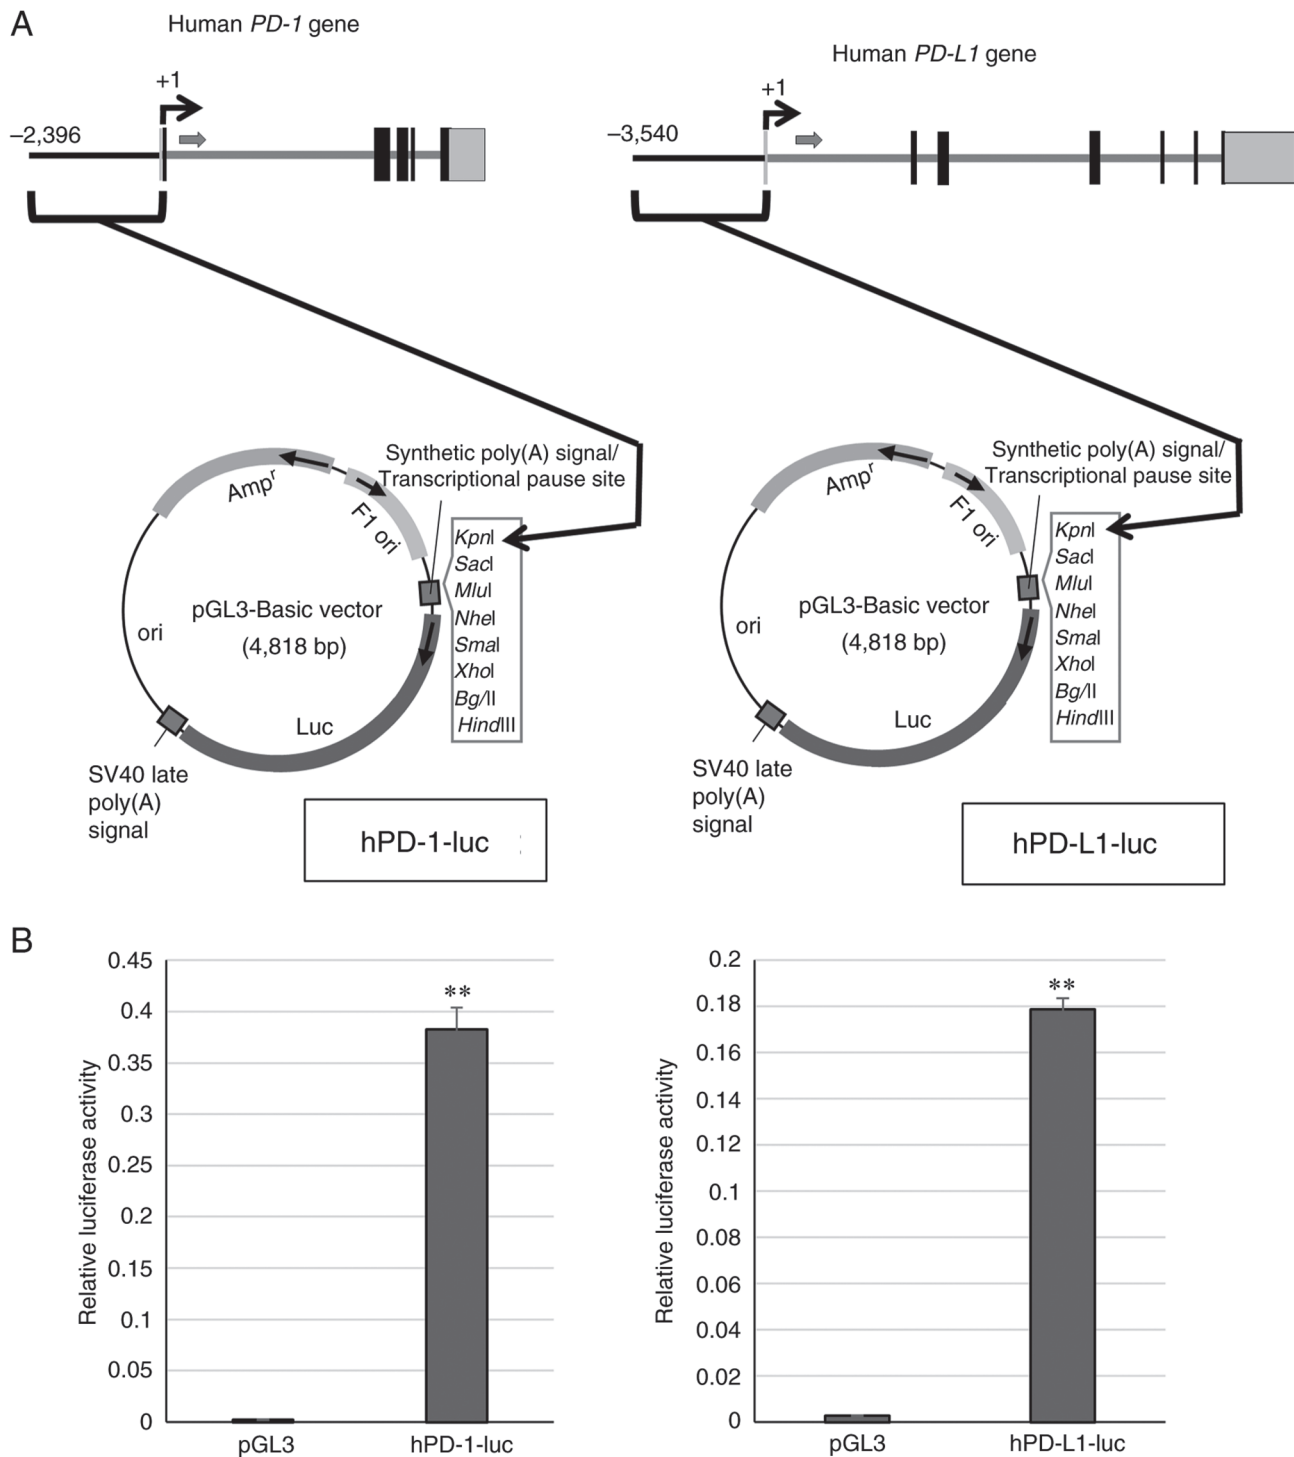 A
Human PD-1 gene
+1
–2,396
Human PD-L1 gene
+1
–3,540
Synthetic poly(A) signal/
Transcriptional pause site
Ampr
F1 ori
KpnI
SacI
MluI
NheI
SmaI
XhoI
Bg/II
HindIII
pGL3-Basic vector
(4,818 bp)
ori
Luc
SV40 late
poly(A)
signal
hPD-1-luc
Synthetic poly(A) signal/
Transcriptional pause site
Ampr
F1 ori
KpnI
SacI
MluI
NheI
SmaI
XhoI
Bg/II
HindIII
pGL3-Basic vector
(4,818 bp)
ori
Luc
SV40 late
poly(A)
signal
hPD-L1-luc
B
Relative luciferase activity
0.45
0.4
0.35
0.3
0.25
0.2
0.15
0.1
0.05
0
**
pGL3
hPD-1-luc
Relative luciferase activity
0.2
0.18
0.16
0.14
0.12
0.1
0.08
0.06
0.04
0.02
0
**
pGL3
hPD-L1-luc